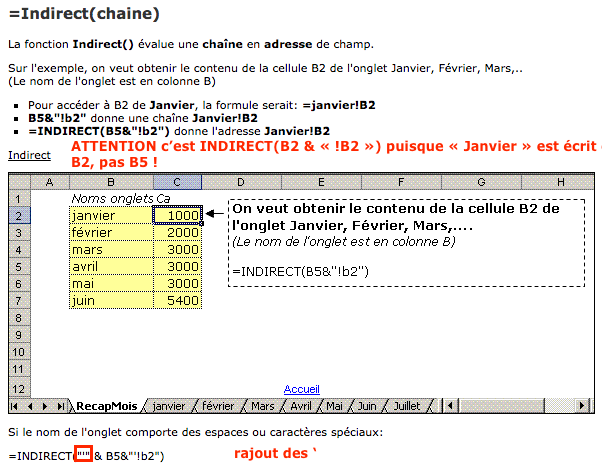 =Indirect(chaine)
La fonction Indirect() évalue une chaîne en adresse de champ.
Sur l'exemple, on veut obtenir le contenu de la cellule B2 de l'onglet Janvier, Février, Mars,..
(Le nom de l'onglet est en colonne B)
Pour accéder à B2 de Janvier, la formule serait: =janvier!B2
B5&"!b2" donne une chaîne Janvier!B2
=INDIRECT(B5&"!b2") donne l'adresse Janvier!B2
ATTENTION c'est INDIRECT(B2 & « !B2 ») puisque « Janvier » est écrit
B2, pas B5 !
Indirect
A B C D E F G H
1 Noms onglets Ca
2 janvier 1000
3 février 2000
4 mars 3000
5 avril 3000
6 mai 3000
7 juin 5400
8
9
10
11
12 Accueil
On veut obtenir le contenu de la cellule B2 de
l'onglet Janvier, Février, Mars,....
(Le nom de l'onglet est en colonne B)
=INDIRECT(B5&"!b2")
RecapMois janvier février Mars Avril Mai Juin Juillet
Si le nom de l'onglet comporte des espaces ou caractères spéciaux:
=INDIRECT("'" & B5&"'!b2")
rajout des `